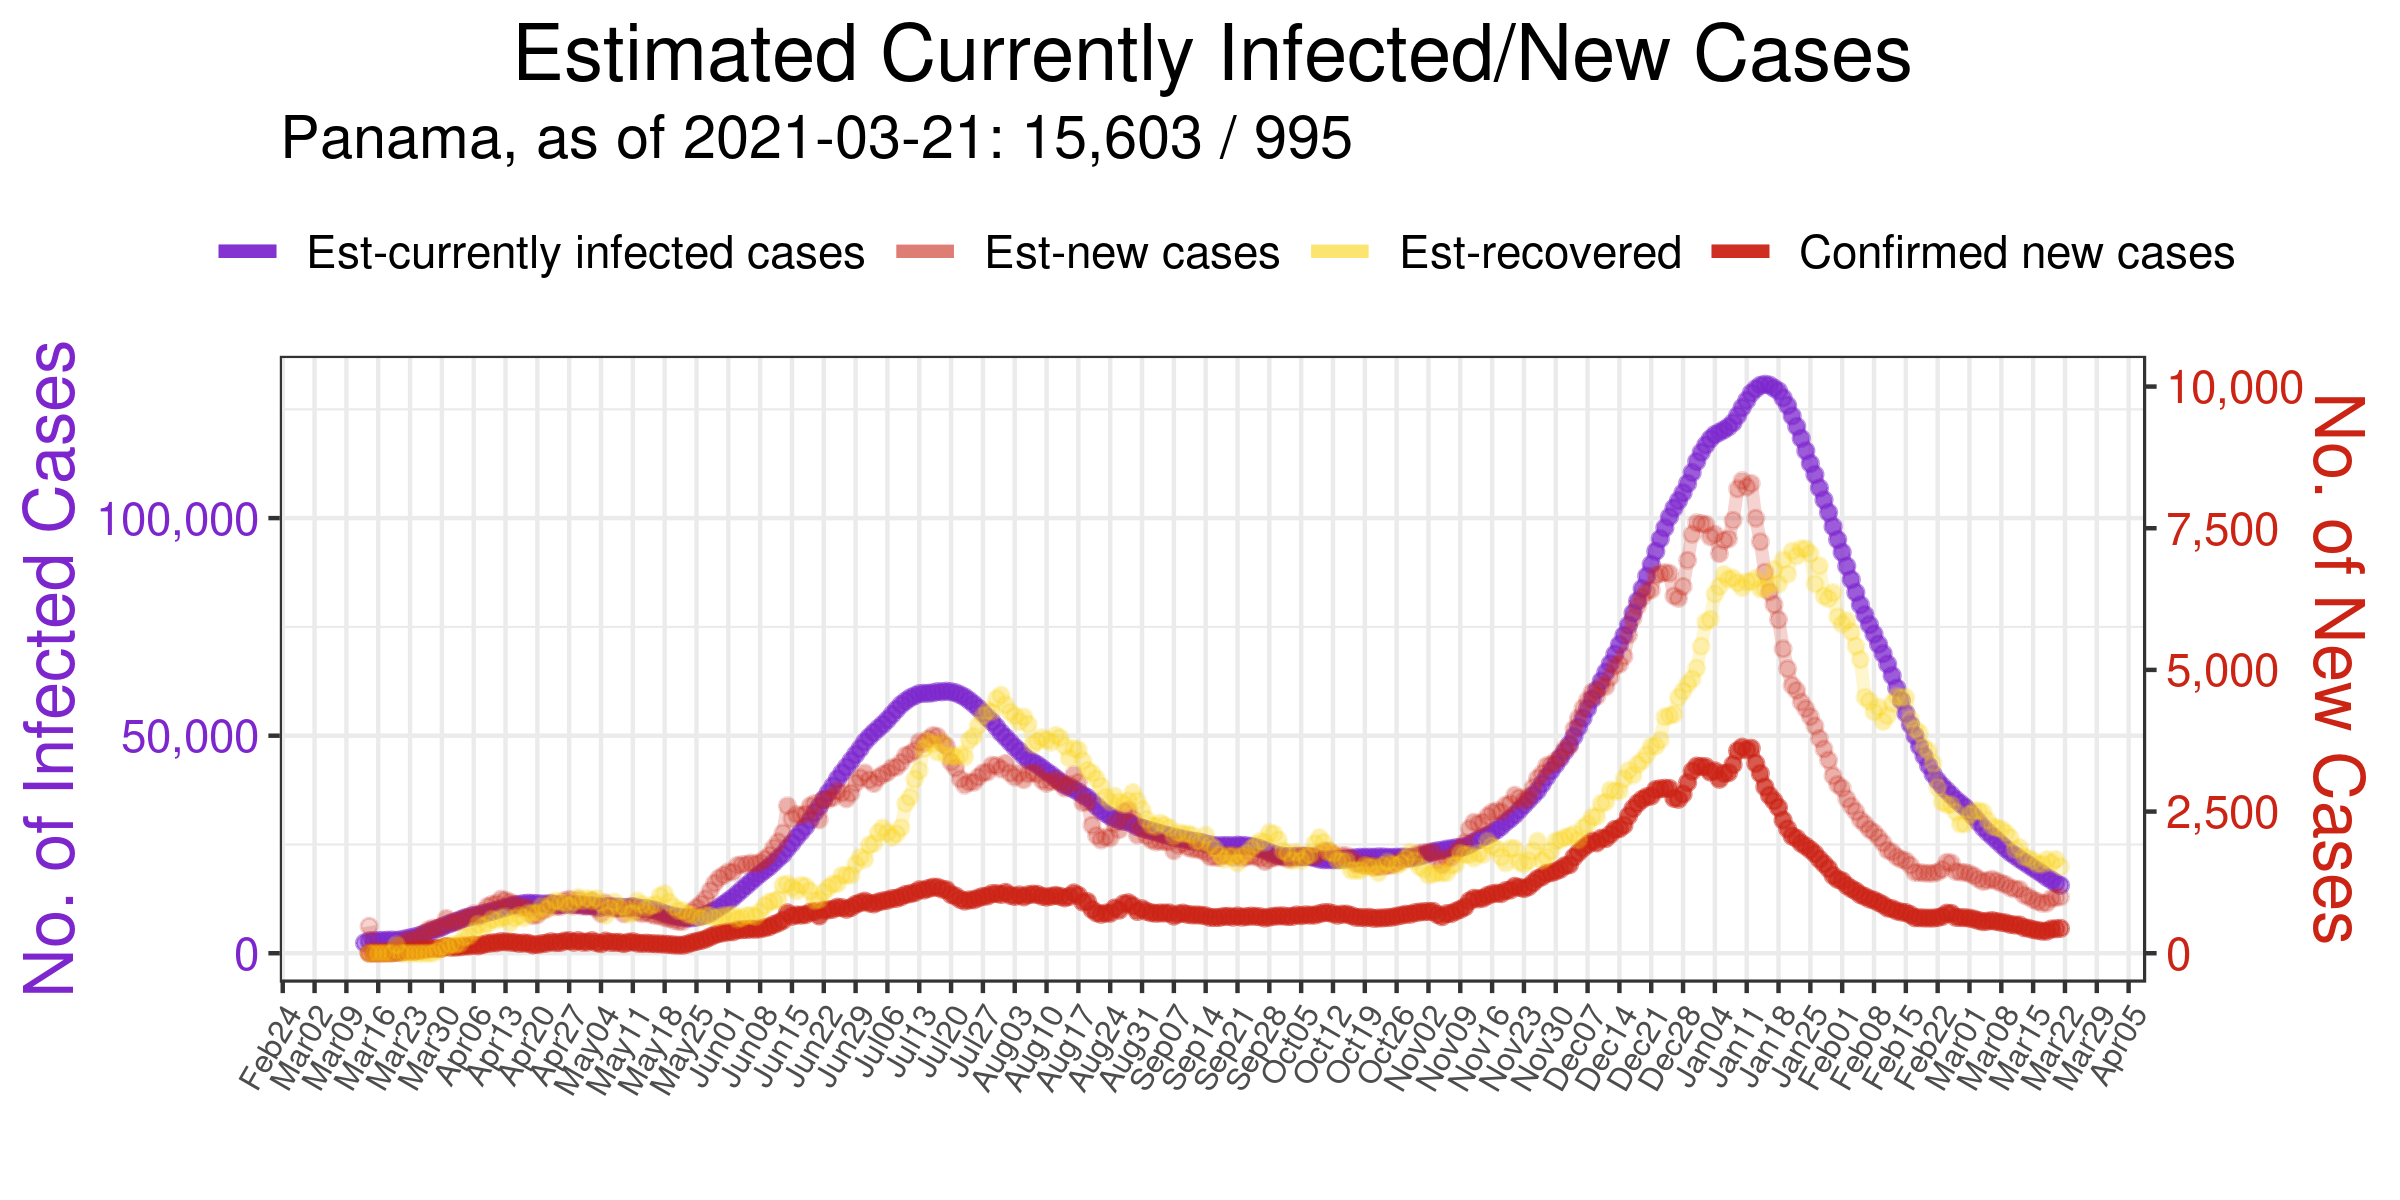 Estimated Currently Infected/New Cases
Panama, as of 2021-03-21: 15,603 / 995
Est-currently infected cases Est-new cases Est-recovered Confirmed new cases
No. of Infected Cases
100,000
50,000
0
10,000
7,500
5,000
2,500
0
No. of New Cases
Feb24 Mar02 Mar09 Mar16 Mar23 Mar30 Apr06 Apr13 Apr20 Apr27 May04 May11 May18 May25 Jun01 Jun08 Jun15 Jun22 Jun29 Jul06 Jul13 Jul20 Jul27 Aug03 Aug10 Aug17 Aug24 Aug31 Sep07 Sep14 Sep21 Sep28 Oct05 Oct12 Oct19 Oct26 Nov02 Nov09 Nov16 Nov23 Nov30 Dec07 Dec14 Dec21 Dec28 Jan04 Jan11 Jan18 Jan25 Feb01 Feb08 Feb15 Feb22 Mar01 Mar08 Mar15 Mar22 Mar29 Apr05